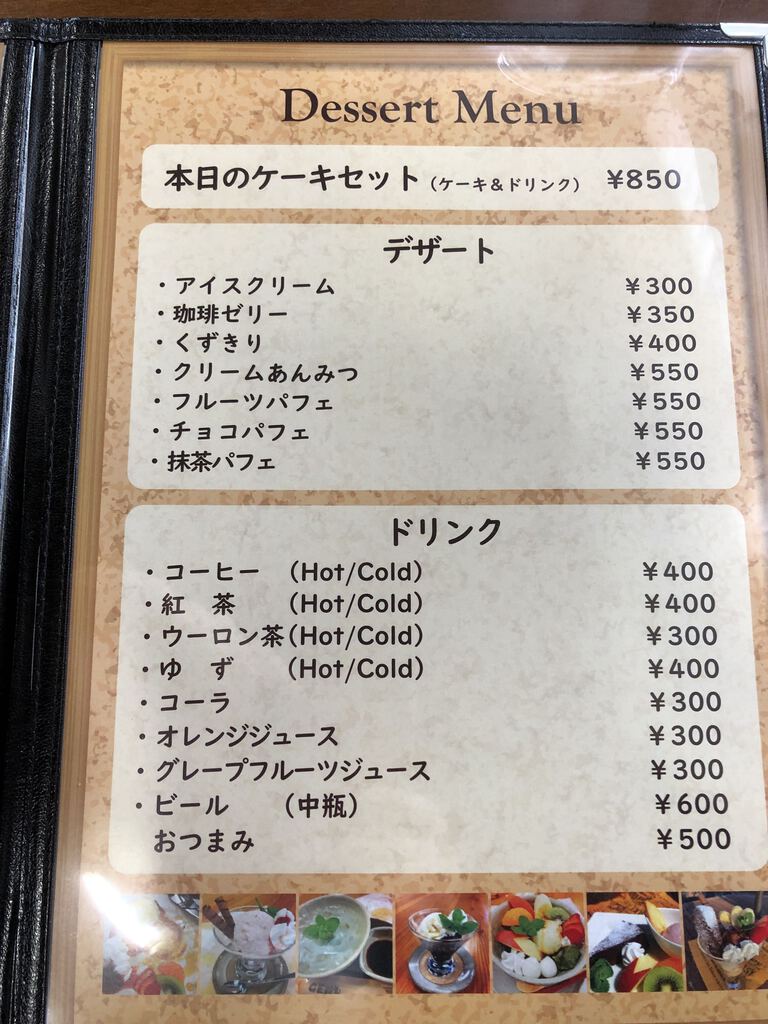 Dessert Menu
本日のケーキセット（ケーキ＆ドリンク） ¥850
デザート
・アイスクリーム ¥300
・珈琲ゼリー ¥350
・くずきり ¥400
・クリームあんみつ ¥550
・フルーツパフェ ¥550
・チョコパフェ ¥550
・抹茶パフェ ¥550
ドリンク
・コーヒー （Hot/Cold） ¥400
・紅　茶 （Hot/Cold） ¥400
・ウーロン茶（Hot/Cold） ¥300
・ゆ　ず （Hot/Cold） ¥400
・コーラ ¥300
・オレンジジュース ¥300
・グレープフルーツジュース ¥300
・ビール （中瓶） ¥600
おつまみ ¥500